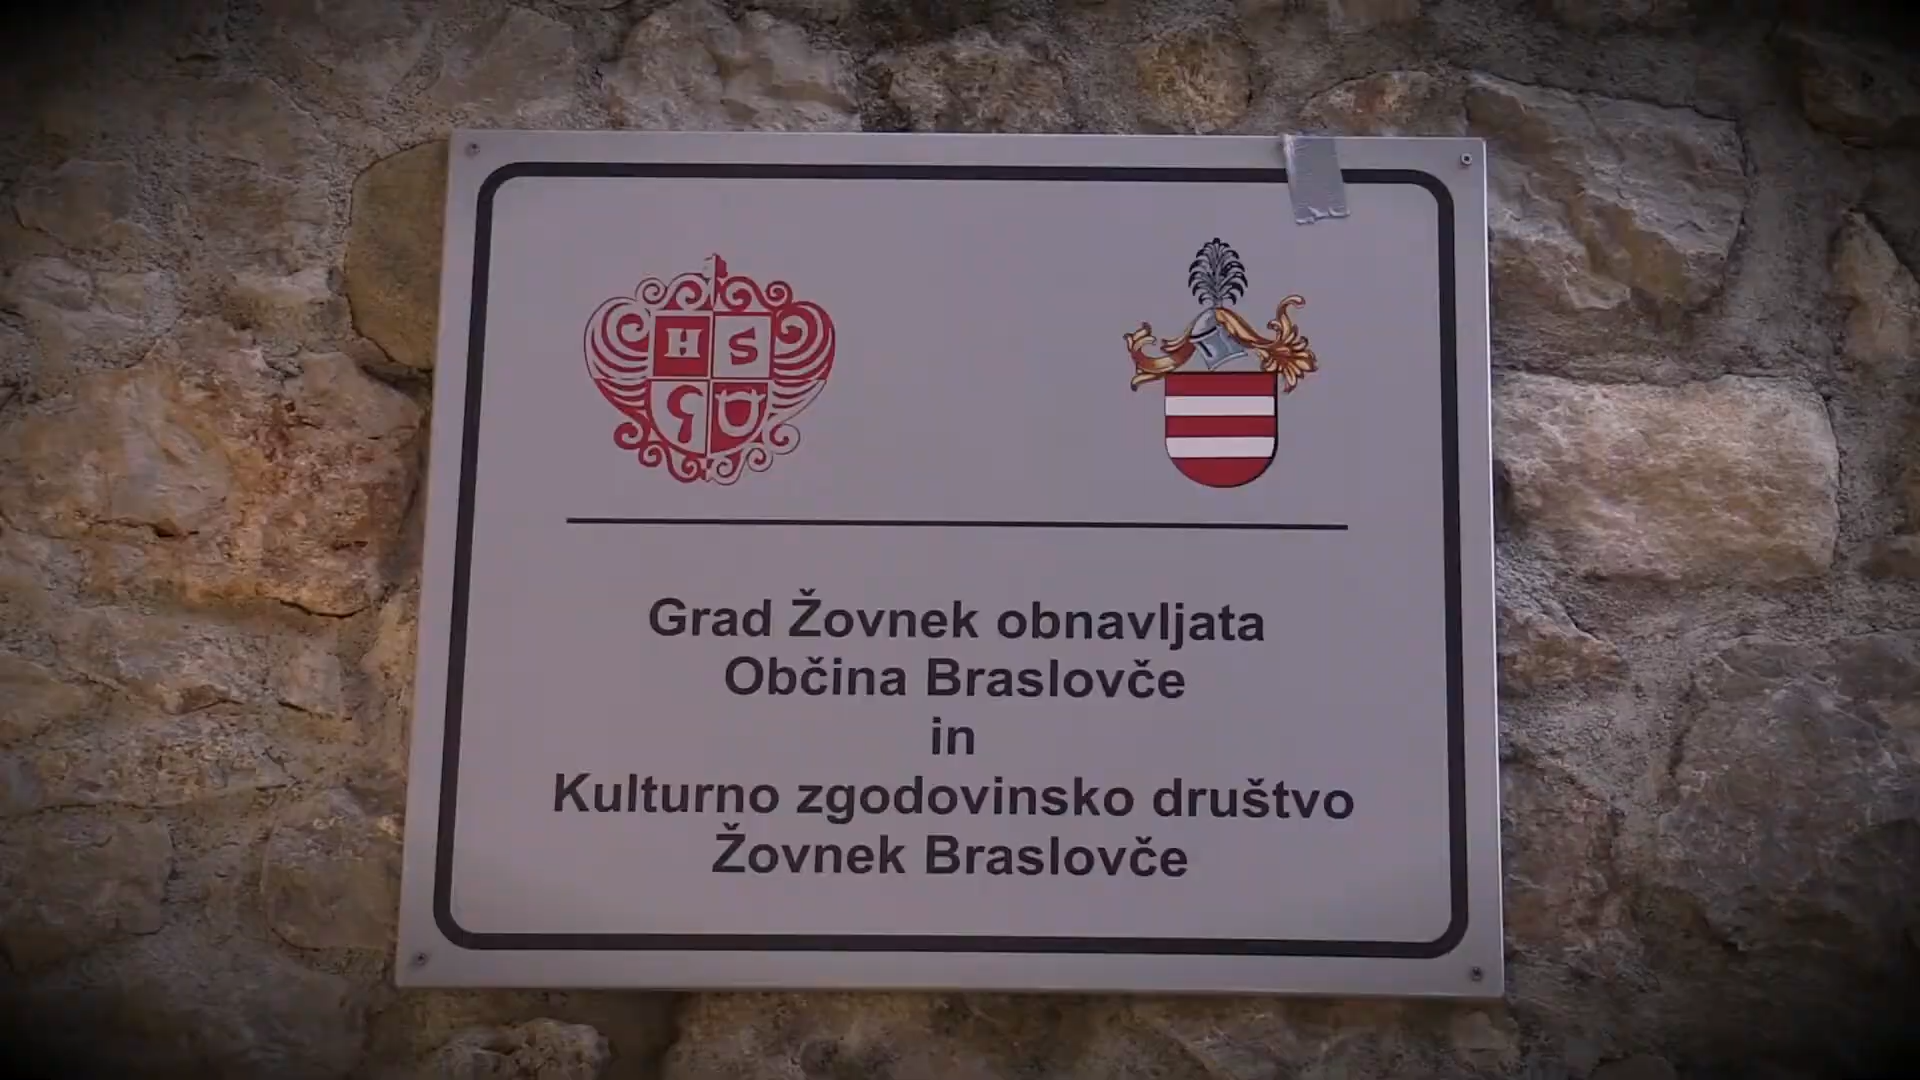 H S
Grad Žovnek obnavljata
Občina Braslovče
in
Kulturno zgodovinsko društvo
Žovnek Braslovče